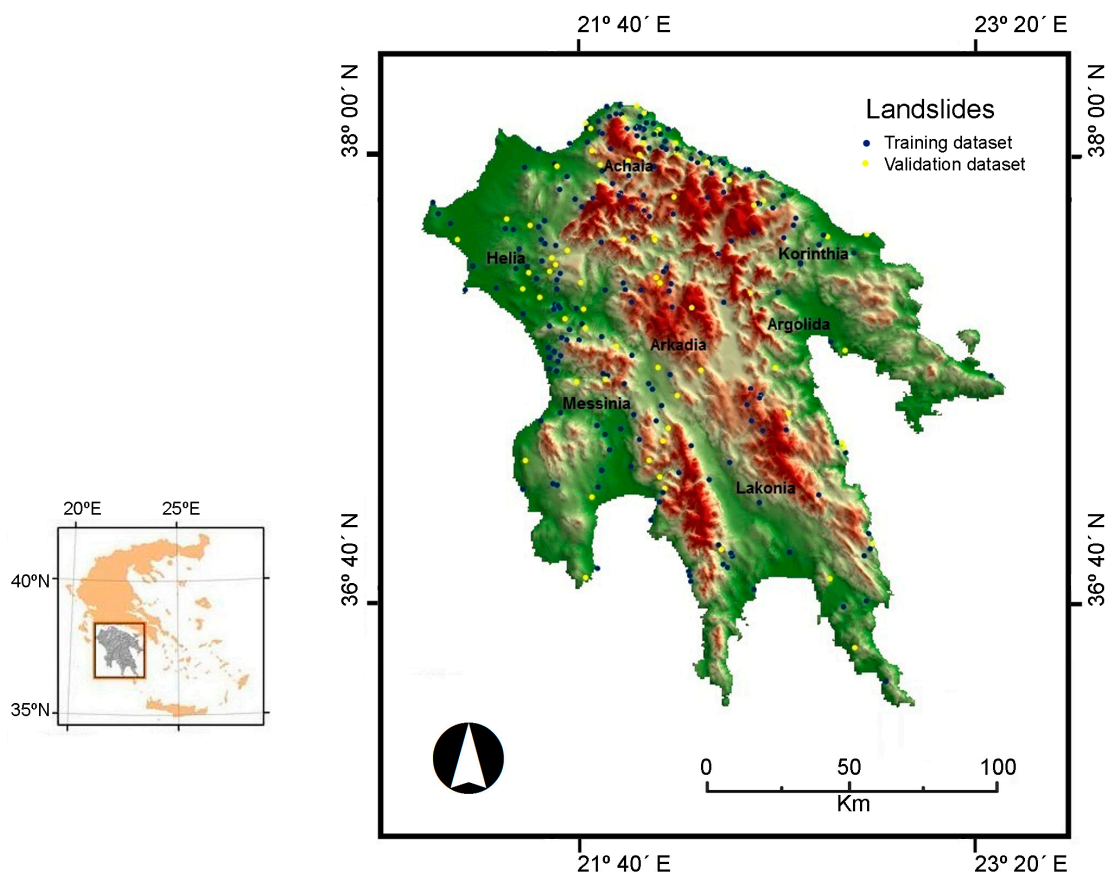 21º 40´ E
23º 20´ E
38º 00´ N
38º 00´ N
Landslides
Training dataset
Validation dataset
Achaia
Korinthia
Helia
Argolida
Arkadia
Messinia
Lakonia
20ºE
25ºE
40ºN
35ºN
36º 40´ N
36º 40´ N
0
50
100
Km
21º 40´ E
23º 20´ E